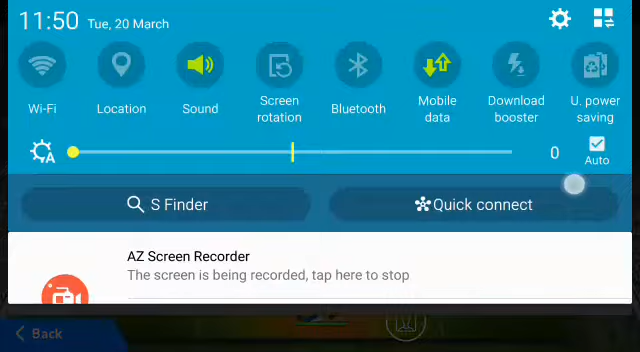 11:50 Tue, 20 March
Wi-Fi
Location
Sound
Screen
rotation
Bluetooth
Mobile
data
Download
booster
U. power
saving
A
0
Auto
S Finder
Quick connect
AZ Screen Recorder
The screen is being recorded, tap here to stop
Back